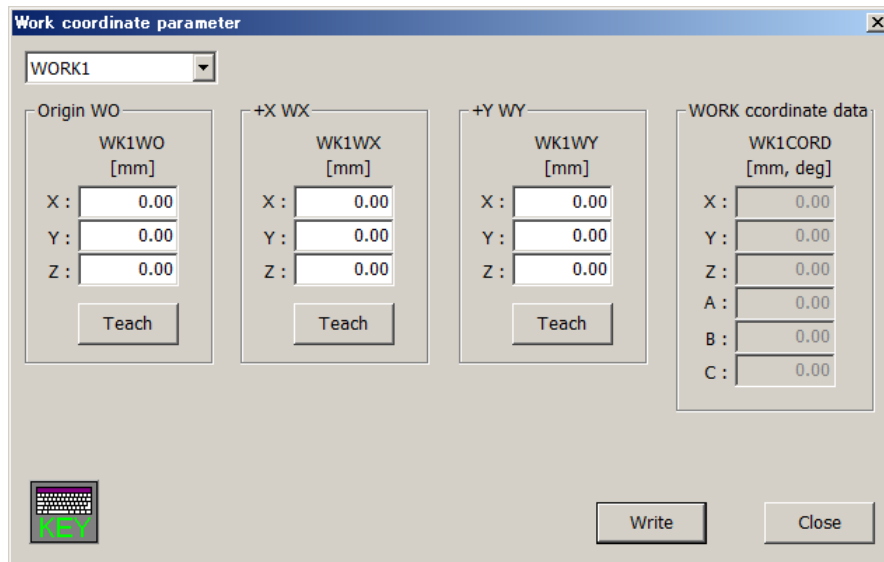 Work coordinate parameter
WORK1
Origin WO
WK1WO
[mm]
X : 0.00
Y : 0.00
Z : 0.00
Teach
+X WX
WK1WX
[mm]
X : 0.00
Y : 0.00
Z : 0.00
Teach
+Y WY
WK1WY
[mm]
X : 0.00
Y : 0.00
Z : 0.00
Teach
WORK ccordinate data
WK1CORD
[mm, deg]
X : 0.00
Y : 0.00
Z : 0.00
A : 0.00
B : 0.00
C : 0.00
KEY
Write
Close